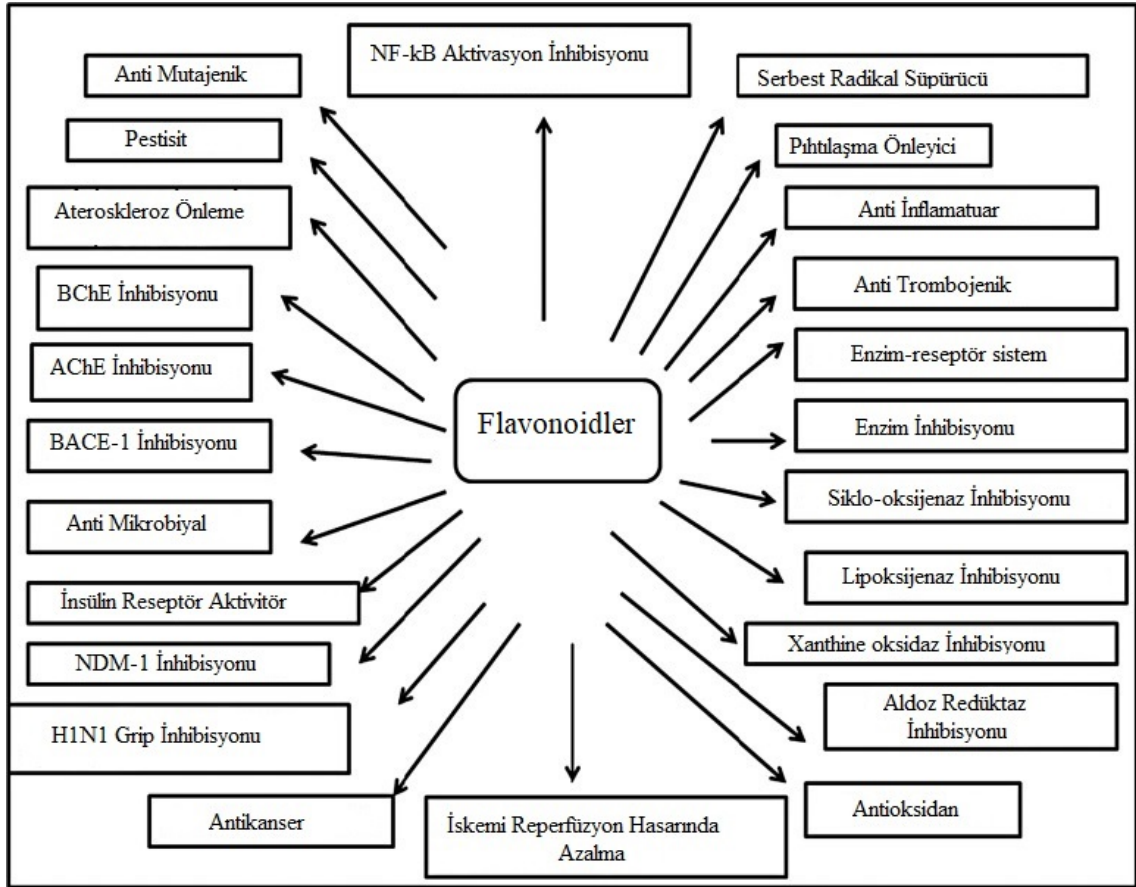 NF-kB Aktivasyon İnhibisyonu
Anti Mutajenik
Serbest Radikal Süpürücü
Pestisit
Pıhtılaşma Önleyici
Ateroskleroz Önleme
Anti İnflamatuar
BChE İnhibisyonu
Anti Trombojenik
AChE İnhibisyonu
Enzim-reseptör sistem
Flavonoidler
BACE-1 İnhibisyonu
Enzim İnhibisyonu
Anti Mikrobiyal
Siklo-oksijenaz İnhibisyonu
İnsülin Reseptör Aktivitör
Lipoksijenaz İnhibisyonu
NDM-1 İnhibisyonu
Xanthine oksidaz İnhibisyonu
H1N1 Grip İnhibisyonu
Aldoz Redüktaz
İnhibisyonu
Antikanser
İskemi Reperfüzyon Hasarında
Azalma
Antioksidan